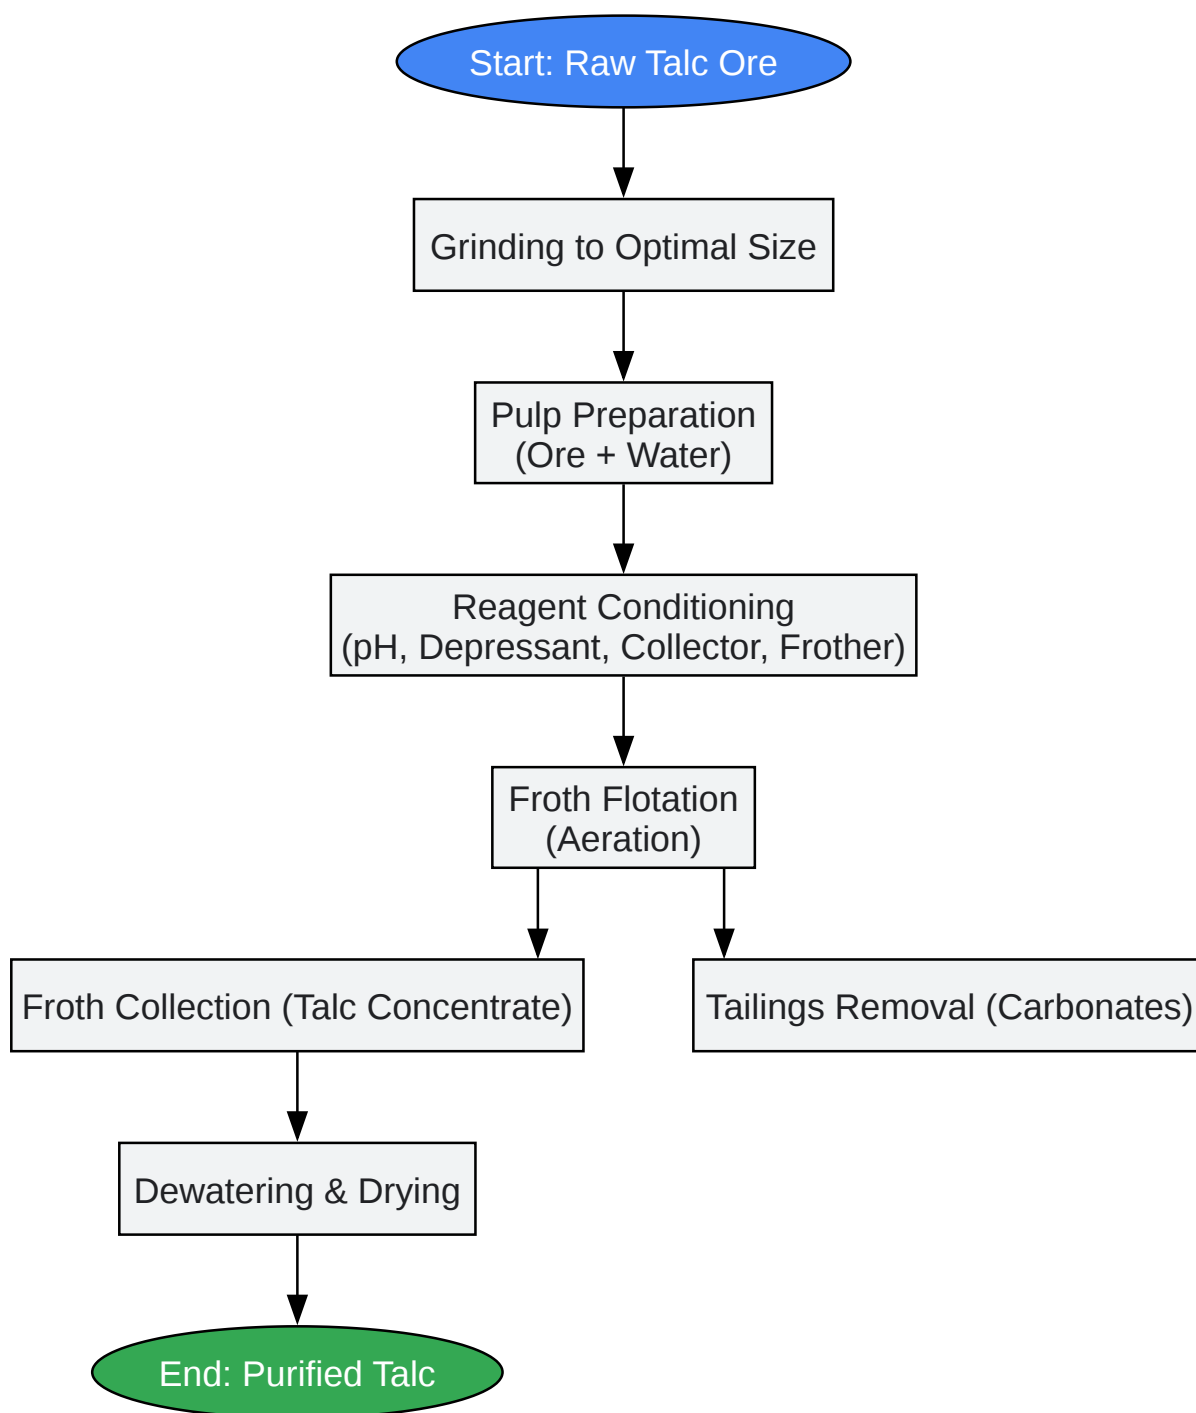 Start: Raw Talc Ore
Grinding to Optimal Size
Pulp Preparation
(Ore + Water)
Reagent Conditioning
(pH, Depressant, Collector, Frother)
Froth Flotation
(Aeration)
Froth Collection (Talc Concentrate)
Tailings Removal (Carbonates)
Dewatering & Drying
End: Purified Talc